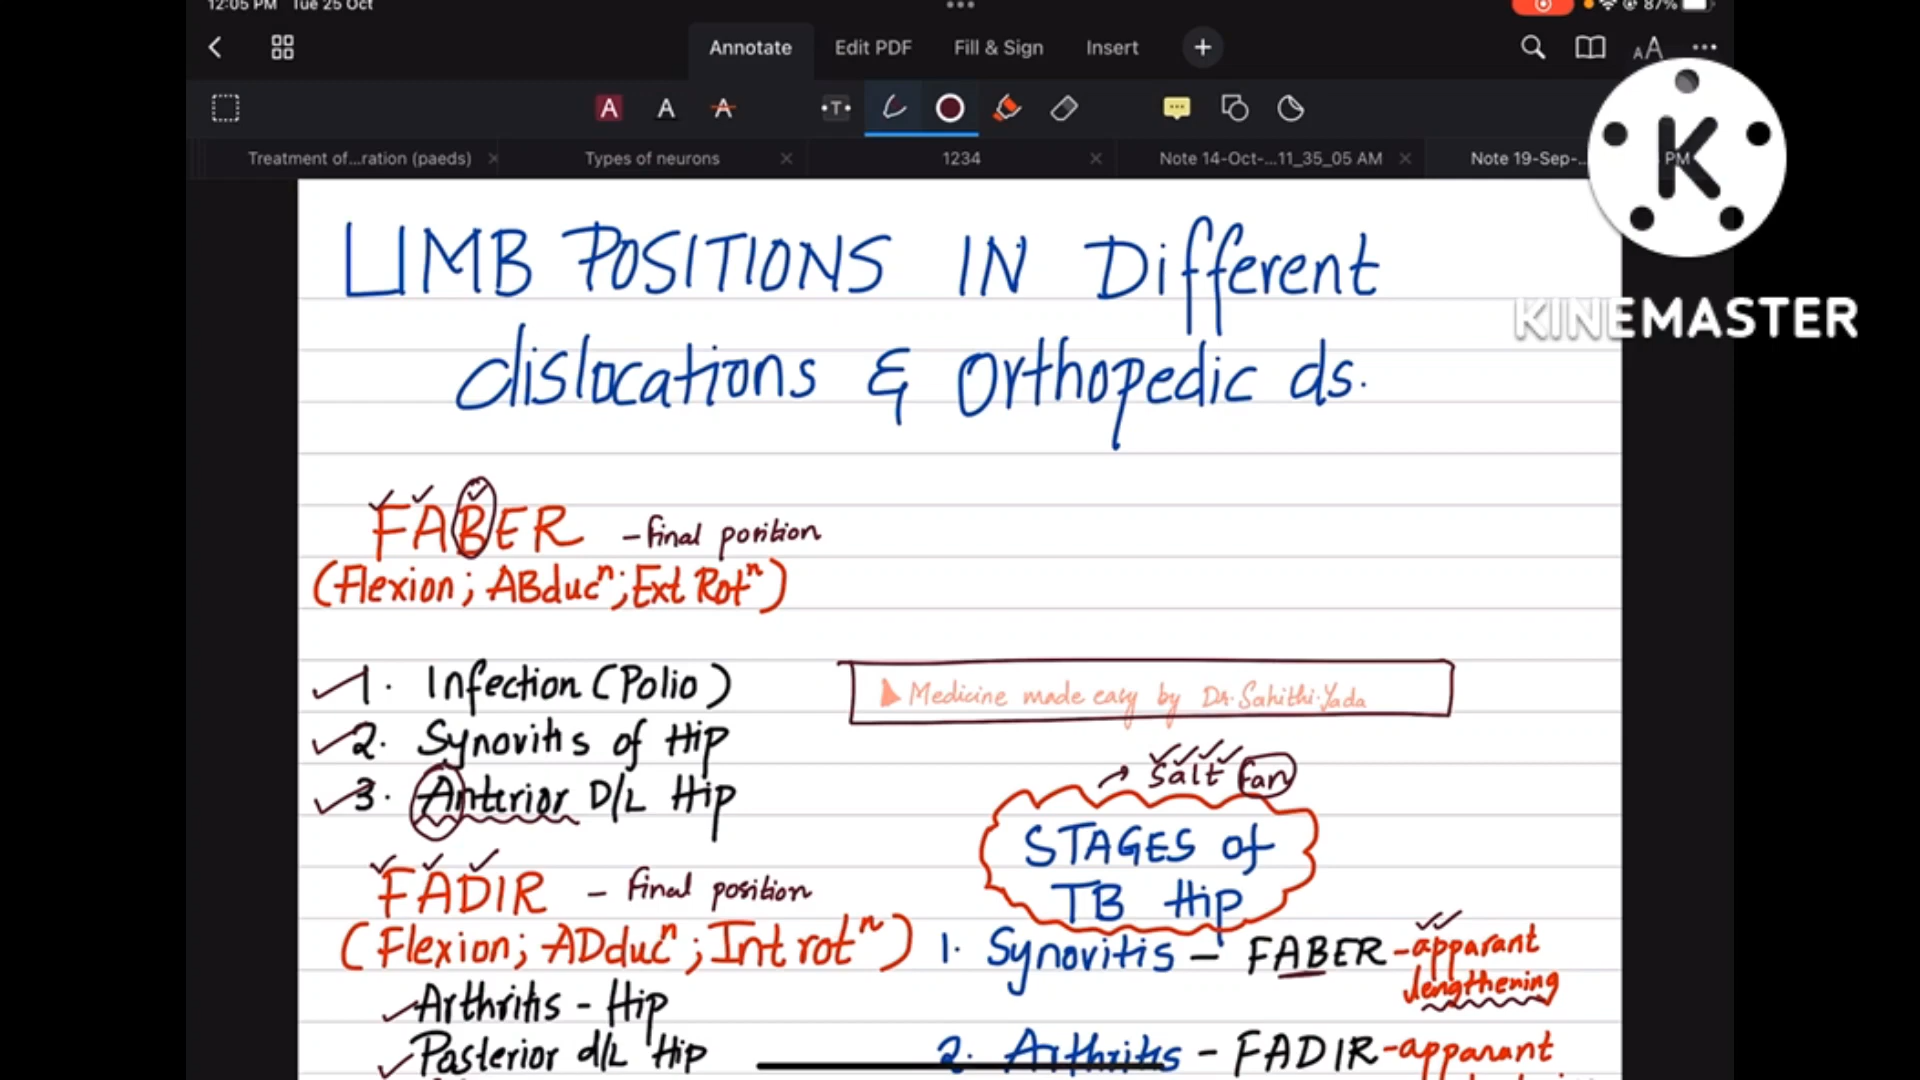 12:05 PM Tue 25 Oct
87%
Annotate Edit PDF Fill & Sign Insert
Treatment of...ration (paeds) Types of neurons 1234 Note 14-Oct-...11_35_05 AM Note 19-Sep-... PM
K
KINEMASTER
LIMB POSITIONS IN Different
dislocations & Orthopedic ds.
FABER - final position
(Flexion; ABducⁿ; Ext Rotⁿ)
1. Infection (Polio)
2. Synovitis of Hip
3. Anterior D/L Hip
Medicine made easy by Dr. Sahithi Yada
FADIR - final position
(Flexion; ADducⁿ; Int rotⁿ)
Arthritis - Hip
Posterior d/L Hip
Salt Fan
STAGES of
TB Hip
1. Synovitis - FABER - apparant
lengthening
2. Arthritis - FADIR - apparant